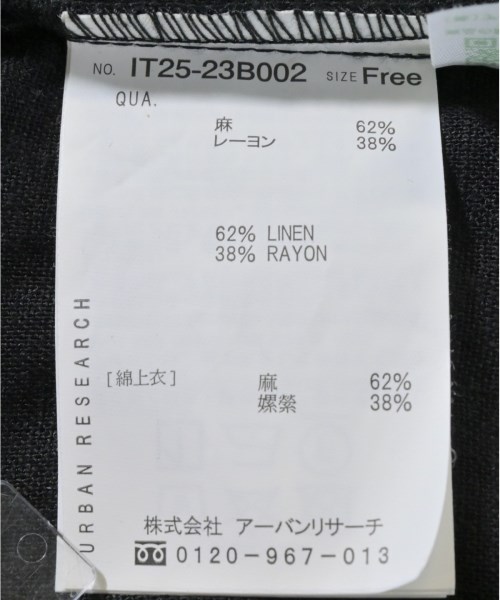 NO. IT25-23B002 SIZE Free
QUA.
麻 62%
レーヨン 38%
62% LINEN
38% RAYON
URBAN RESEARCH
[綿上衣] 麻 62%
嫘縈 38%
株式会社 アーバンリサーチ
0120-967-013